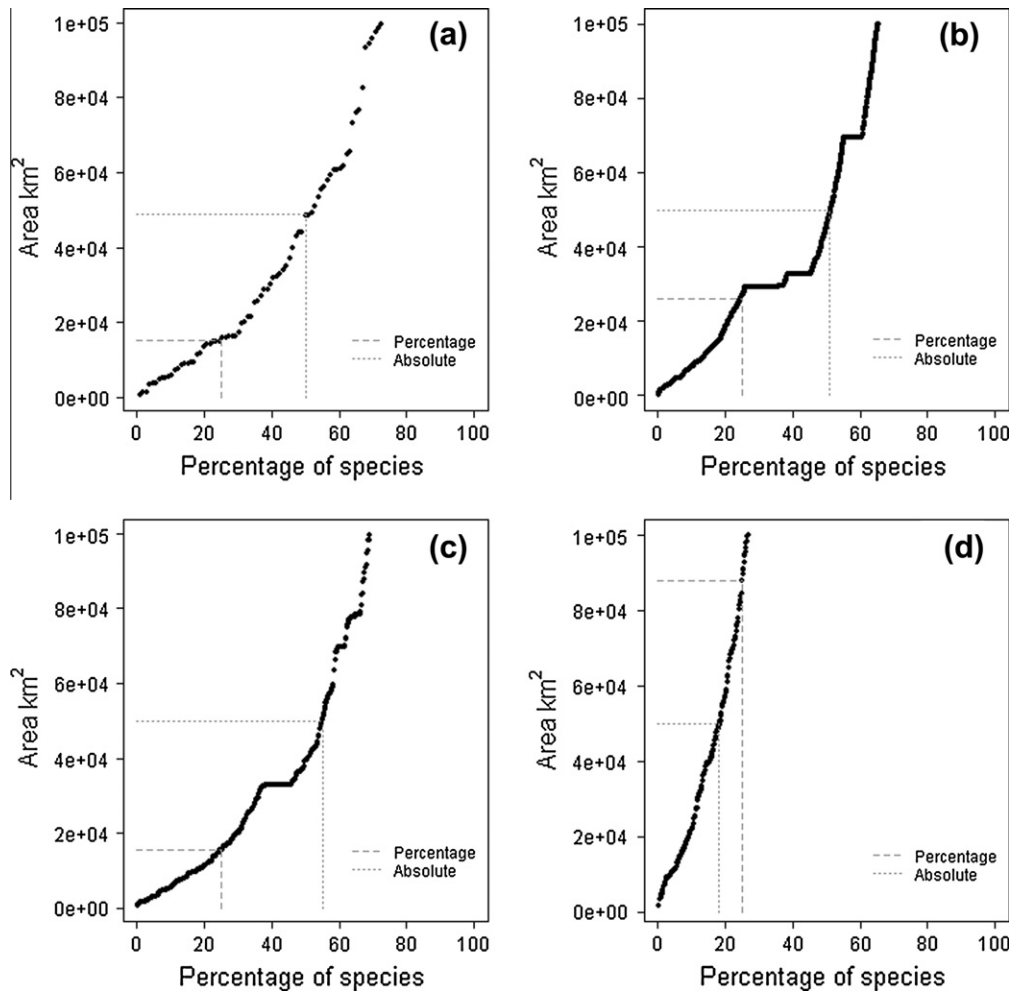 (a)
Area km²
1e+05
8e+04
6e+04
4e+04
2e+04
0e+00
Percentage
Absolute
0 20 40 60 80 100
Percentage of species
(b)
Area km²
1e+05
8e+04
6e+04
4e+04
2e+04
0e+00
Percentage
Absolute
0 20 40 60 80 100
Percentage of species
(c)
Area km²
1e+05
8e+04
6e+04
4e+04
2e+04
0e+00
Percentage
Absolute
0 20 40 60 80 100
Percentage of species
(d)
Area km²
1e+05
8e+04
6e+04
4e+04
2e+04
0e+00
Percentage
Absolute
0 20 40 60 80 100
Percentage of species